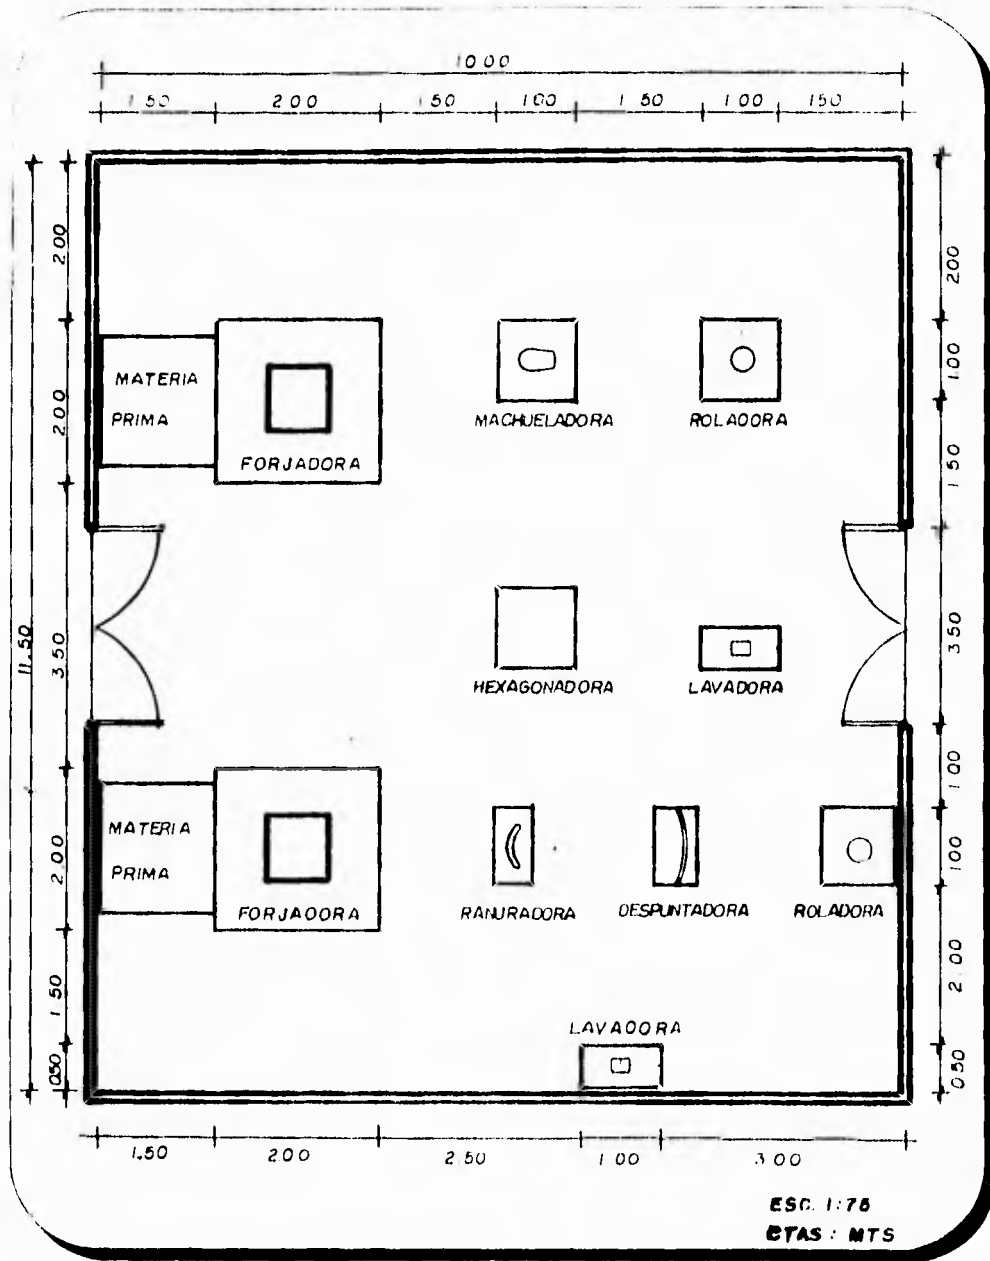 10.00
1.50 2.00 1.50 1.00 1.50 1.00 1.50
2.00
2.00
3.50
2.00
1.50
0.50
11.50
2.00
1.00
1.50
3.50
1.00
1.00
2.00
0.50
MATERIA
PRIMA
FORJADORA
MACHUELADORA
ROLADORA
HEXAGONADORA
LAVADORA
MATERIA
PRIMA
FORJADORA
RANURADORA
DESPUNTADORA
ROLADORA
LAVADORA
1.50 2.00 2.50 1.00 3.00
ESC. 1:75
CTAS : MTS